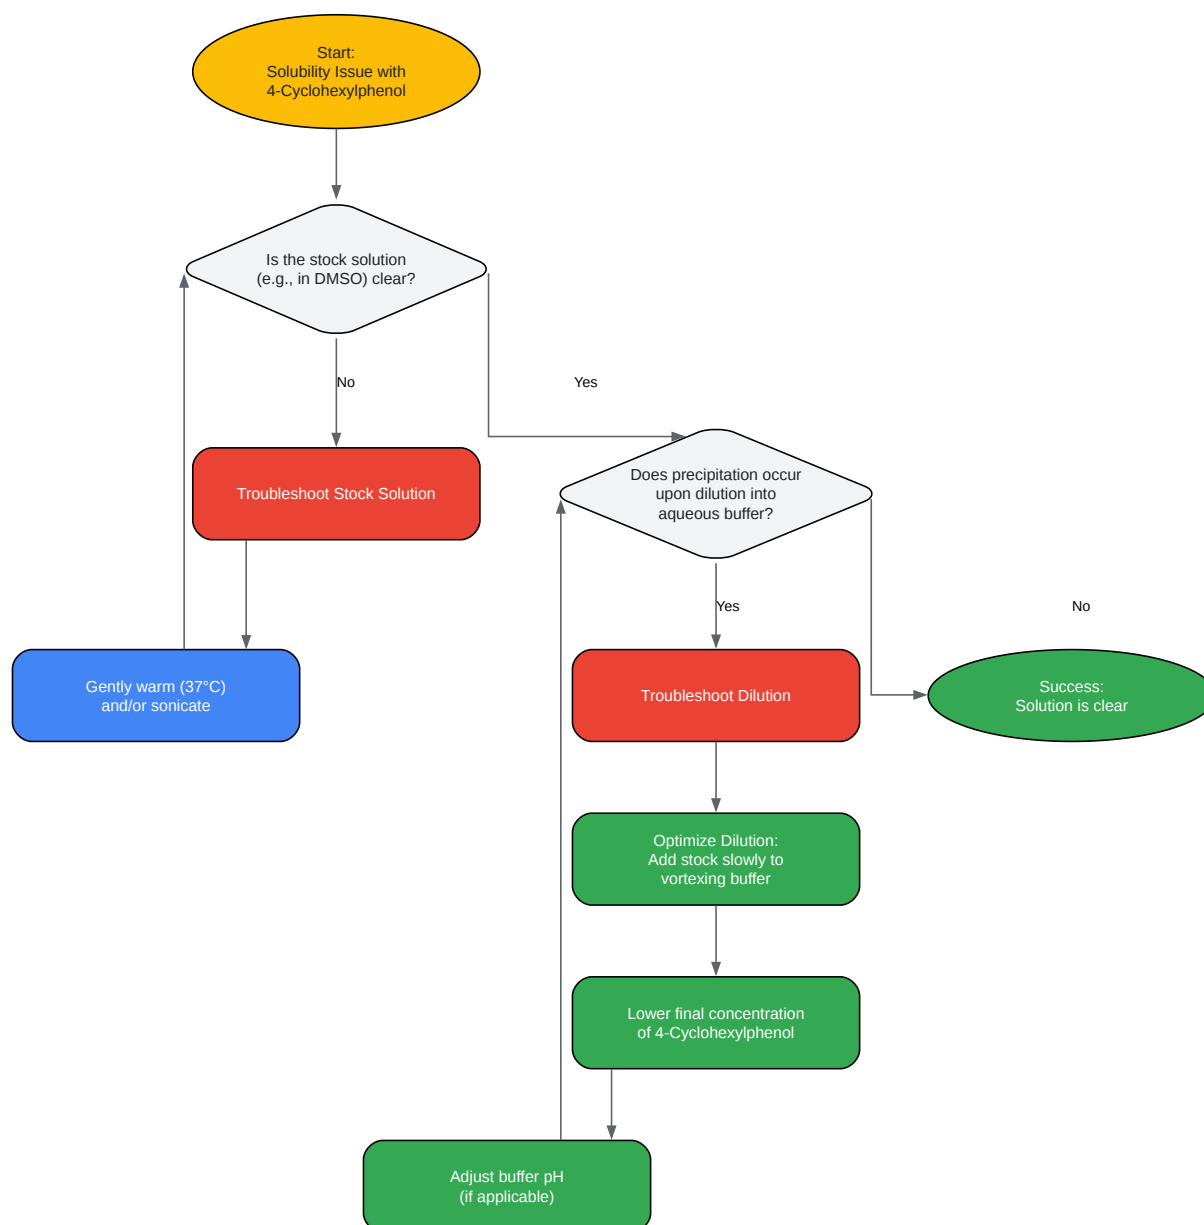 Start:
Solubility Issue with
4-Cyclohexylphenol
Is the stock solution
(e.g., in DMSO) clear?
No
Yes
Troubleshoot Stock Solution
Does precipitation occur
upon dilution into
aqueous buffer?
Yes
No
Gently warm (37°C)
and/or sonicate
Troubleshoot Dilution
Success:
Solution is clear
Optimize Dilution:
Add stock slowly to
vortexing buffer
Lower final concentration
of 4-Cyclohexylphenol
Adjust buffer pH
(if applicable)